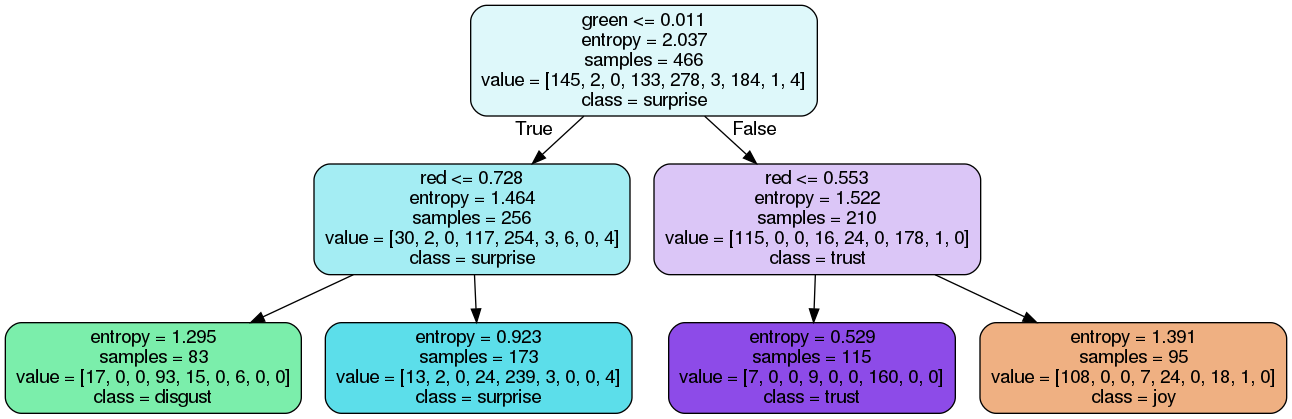 green <= 0.011
entropy = 2.037
samples = 466
value = [145, 2, 0, 133, 278, 3, 184, 1, 4]
class = surprise
True
False
red <= 0.728
entropy = 1.464
samples = 256
value = [30, 2, 0, 117, 254, 3, 6, 0, 4]
class = surprise
red <= 0.553
entropy = 1.522
samples = 210
value = [115, 0, 0, 16, 24, 0, 178, 1, 0]
class = trust
entropy = 1.295
samples = 83
value = [17, 0, 0, 93, 15, 0, 6, 0, 0]
class = disgust
entropy = 0.923
samples = 173
value = [13, 2, 0, 24, 239, 3, 0, 0, 4]
class = surprise
entropy = 0.529
samples = 115
value = [7, 0, 0, 9, 0, 0, 160, 0, 0]
class = trust
entropy = 1.391
samples = 95
value = [108, 0, 0, 7, 24, 0, 18, 1, 0]
class = joy